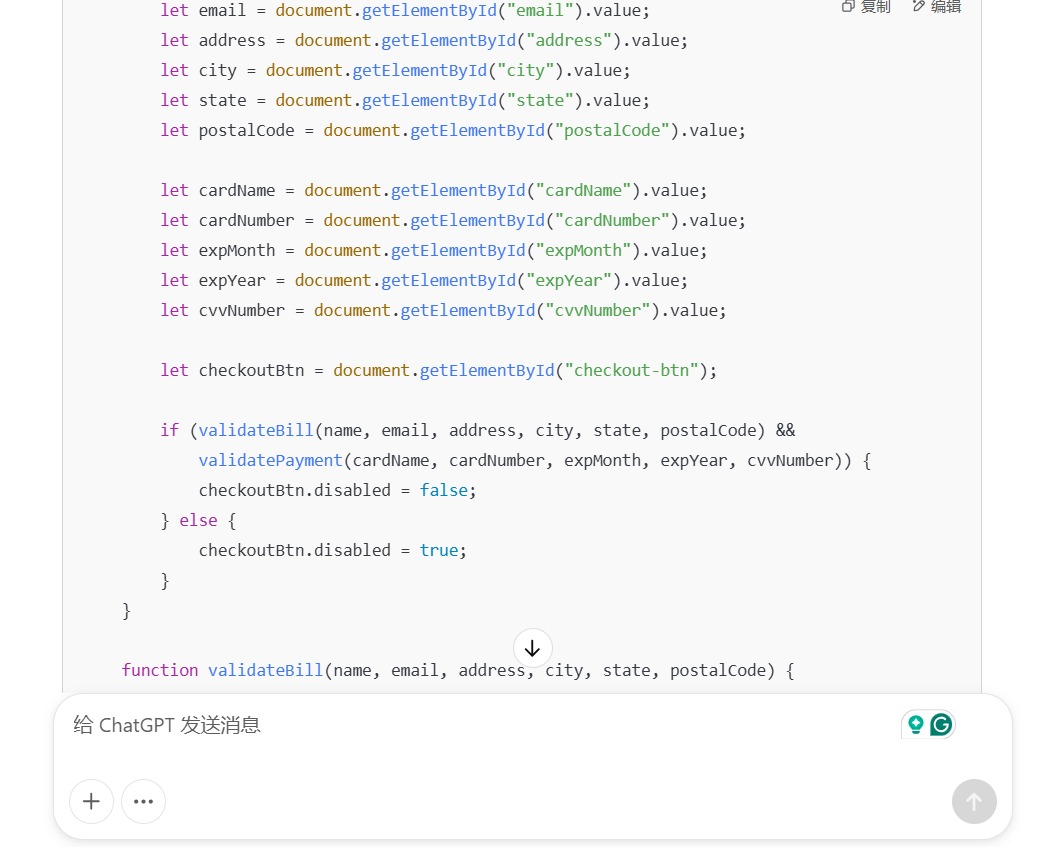 let email = document.getElementById("email").value;
复制 编辑
let address = document.getElementById("address").value;
let city = document.getElementById("city").value;
let state = document.getElementById("state").value;
let postalCode = document.getElementById("postalCode").value;
let cardName = document.getElementById("cardName").value;
let cardNumber = document.getElementById("cardNumber").value;
let expMonth = document.getElementById("expMonth").value;
let expYear = document.getElementById("expYear").value;
let cvvNumber = document.getElementById("cvvNumber").value;
let checkoutBtn = document.getElementById("checkout-btn");
if (validateBill(name, email, address, city, state, postalCode) &&
validatePayment(cardName, cardNumber, expMonth, expYear, cvvNumber)) {
checkoutBtn.disabled = false;
} else {
checkoutBtn.disabled = true;
}
}
function validateBill(name, email, address, city, state, postalCode) {
给 ChatGPT 发送消息